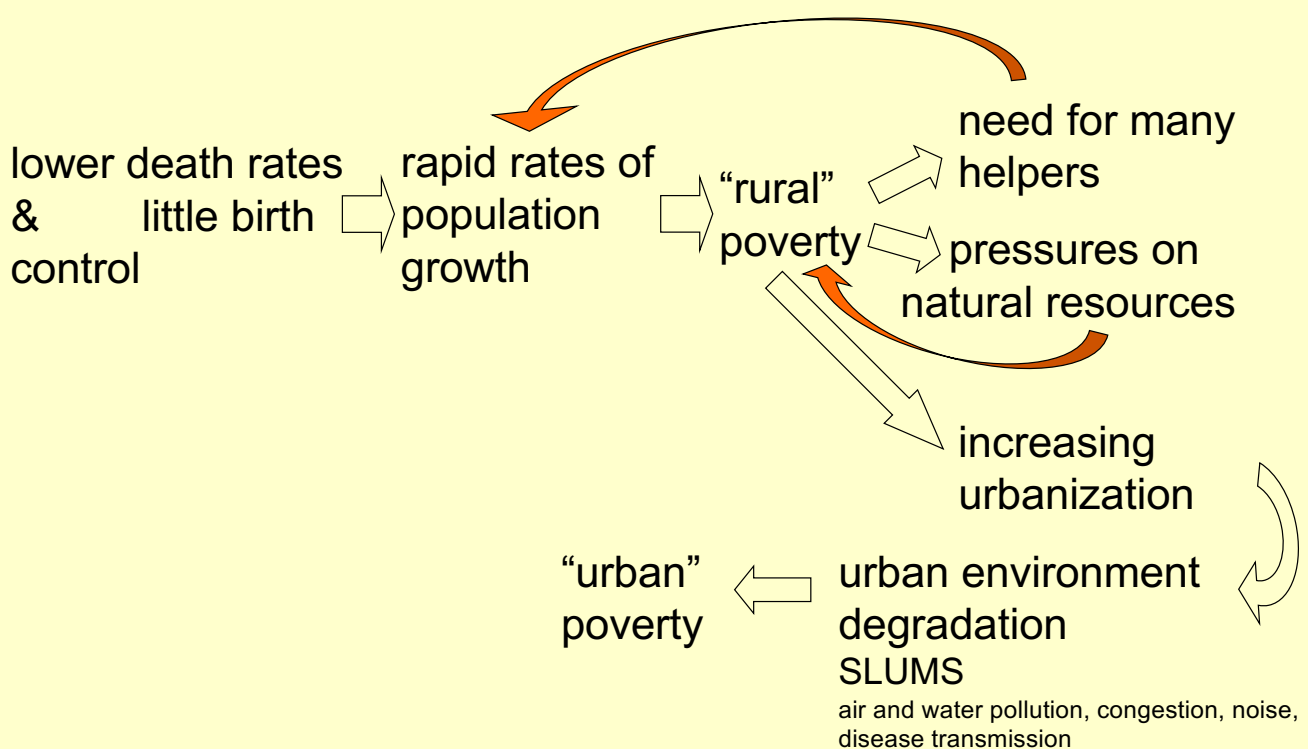 lower death rates
& little birth
control
rapid rates of
population
growth
“rural”
poverty
need for many
helpers
pressures on
natural resources
increasing
urbanization
urban environment
degradation
SLUMS
air and water pollution, congestion, noise,
disease transmission
“urban”
poverty